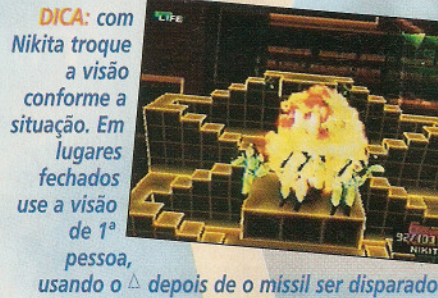 DICA: com
Nikita troque
a visão
conforme a
situação. Em
lugares
fechados
use a visão
de 1ª
pessoa,
usando o △ depois de o míssil ser disparado
LIFE
NIKIT